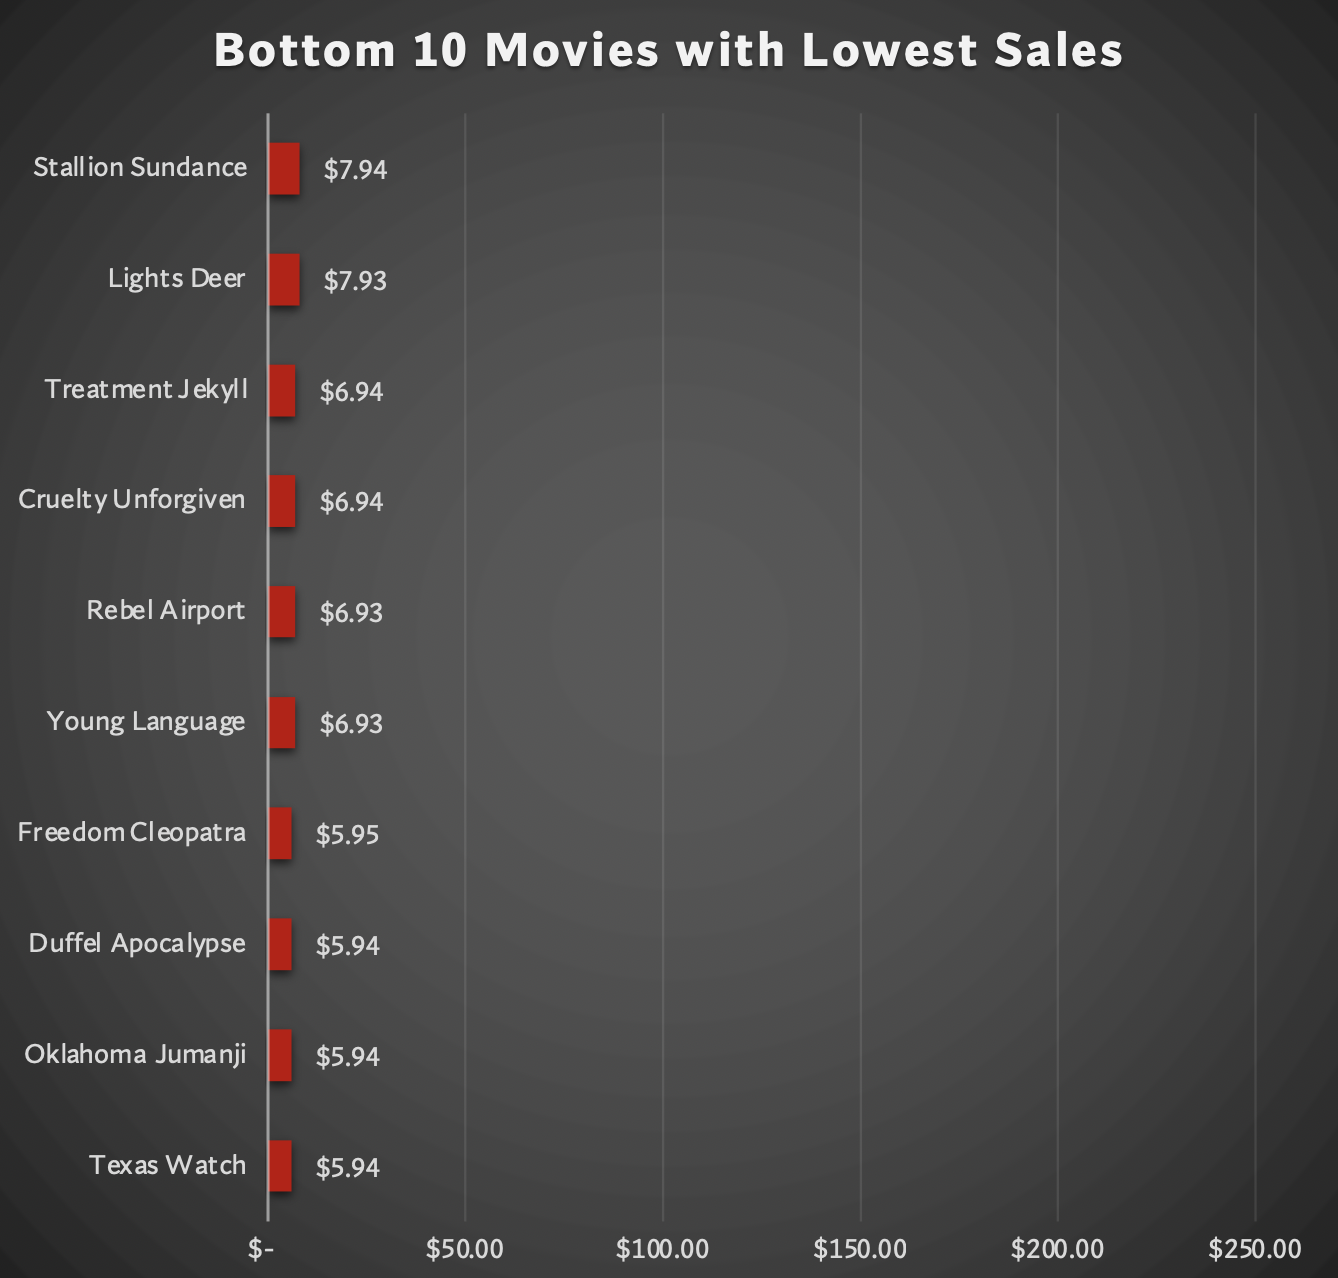 Bottom 10 Movies with Lowest Sales
Stallion Sundance $7.94
Lights Deer $7.93
Treatment Jekyll $6.94
Cruelty Unforgiven $6.94
Rebel Airport $6.93
Young Language $6.93
Freedom Cleopatra $5.95
Duffel Apocalypse $5.94
Oklahoma Jumanji $5.94
Texas Watch $5.94
$- $50.00 $100.00 $150.00 $200.00 $250.00